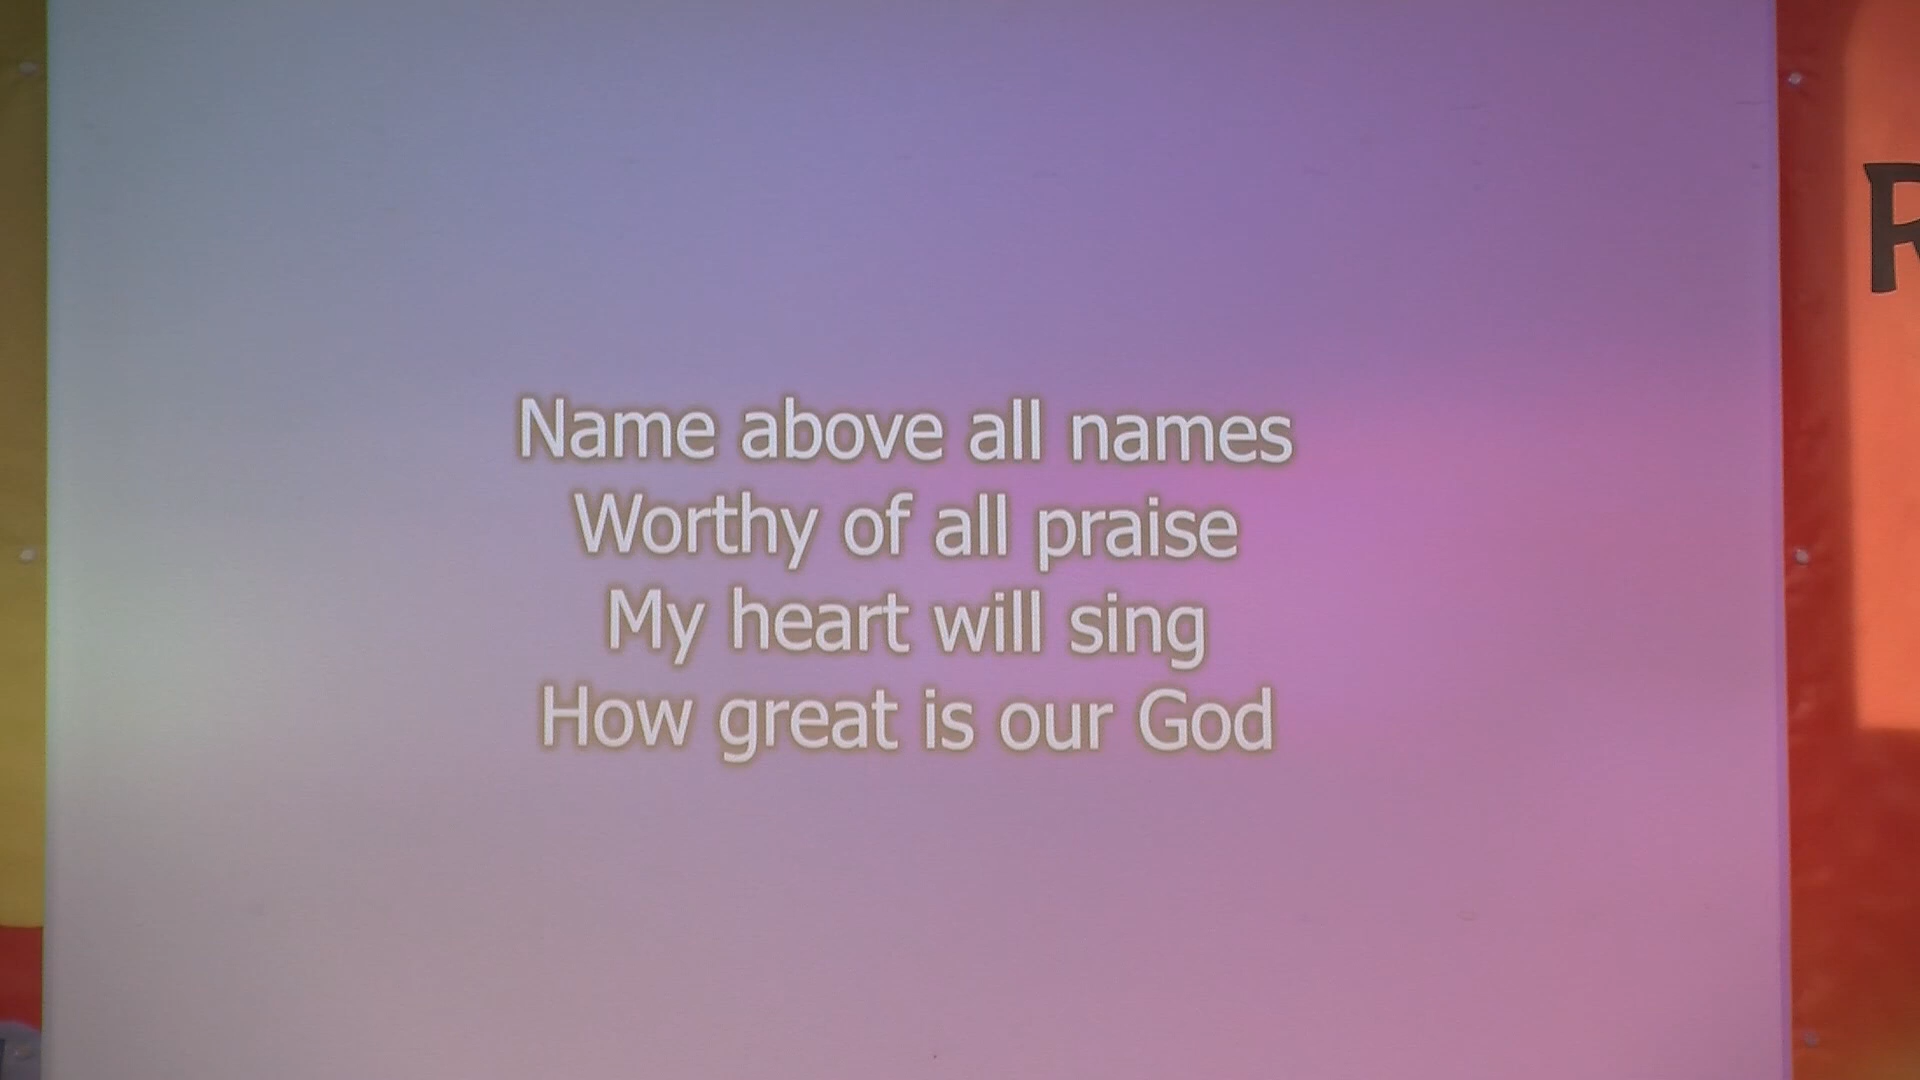 Name above all names
Worthy of all praise
My heart will sing
How great is our God
R